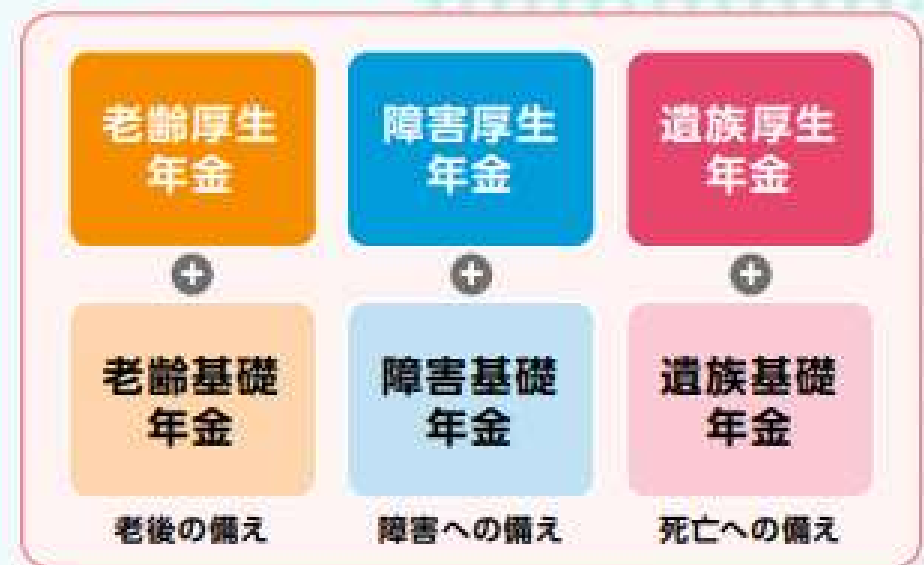 老齢厚生
年金
障害厚生
年金
遺族厚生
年金
老齢基礎
年金
障害基礎
年金
遺族基礎
年金
老後の備え
障害への備え
死亡への備え